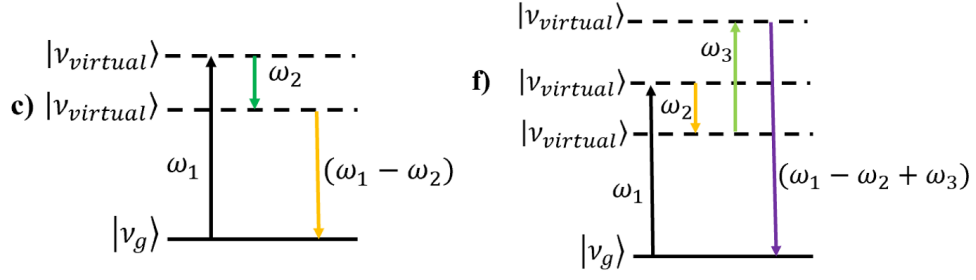 c)
|ν_virtual⟩
ω₂
|ν_virtual⟩
ω₁
(ω₁ − ω₂)
|ν_g⟩
f)
|ν_virtual⟩
ω₃
|ν_virtual⟩
ω₂
|ν_virtual⟩
ω₁
(ω₁ − ω₂ + ω₃)
|ν_g⟩